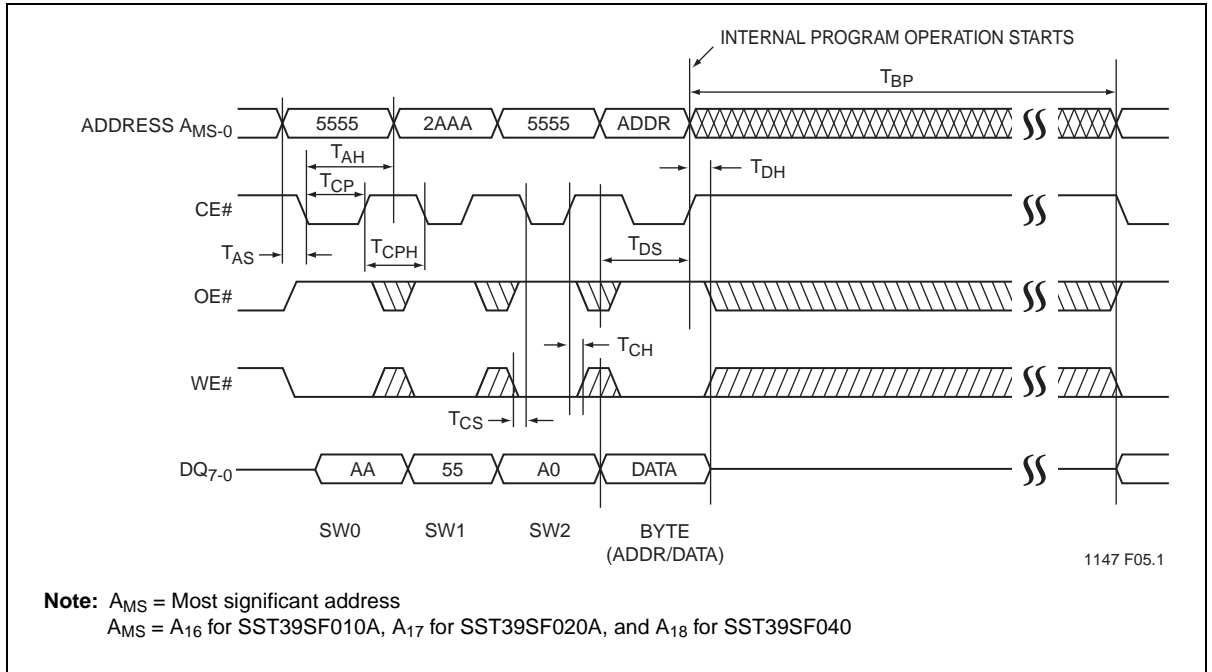 INTERNAL PROGRAM OPERATION STARTS
TBP
ADDRESS AMS-0
5555
2AAA
5555
ADDR
TAH
TDH
TCP
CE#
TAS
TCPH
TDS
OE#
TCH
WE#
TCS
DQ7-0
AA
55
A0
DATA
SW0
SW1
SW2
BYTE
(ADDR/DATA)
1147 F05.1
Note: AMS = Most significant address
AMS = A16 for SST39SF010A, A17 for SST39SF020A, and A18 for SST39SF040